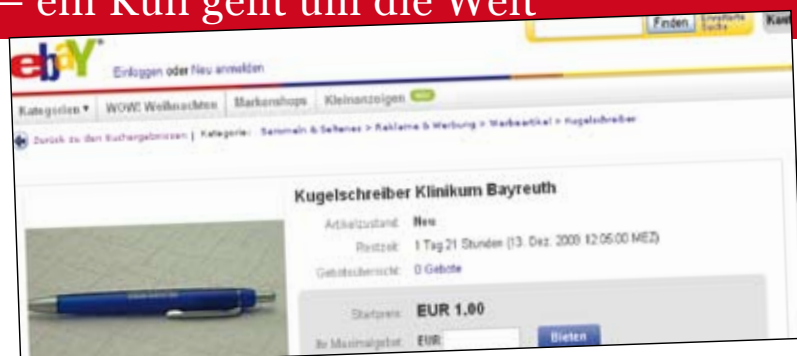 – ein Kuli geht um die Welt
Finden Erweiterte Suche
ebay
Einloggen oder Neu anmelden
Kategorien WOW! Weihnachten Markenshops Kleinanzeigen NEU
Zurück zu den Suchergebnissen | Kategorie: Sammeln & Seltenes > Reklame & Werbung > Werbeartikel > Kugelschreiber
Kugelschreiber Klinikum Bayreuth
Artikelzustand: Neu
Restzeit: 1 Tag 21 Stunden (13. Dez. 2009 12:05:00 MEZ)
Gebotsübersicht: 0 Gebote
Startpreis: EUR 1,00
Ihr Maximalgebot: EUR Bieten